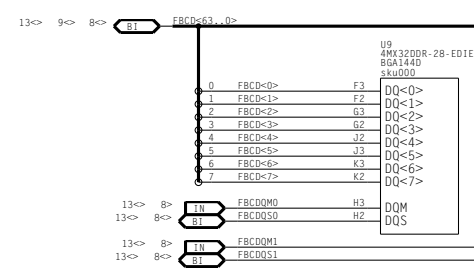 13<> 9<> 8<> BI FBCD<63..0>
U9
4MX32DDR-28-EDIE
BGA144D
sku000
0 FBCD<0> F3 DQ<0>
1 FBCD<1> F2 DQ<1>
2 FBCD<2> G3 DQ<2>
3 FBCD<3> G2 DQ<3>
4 FBCD<4> J2 DQ<4>
5 FBCD<5> J3 DQ<5>
6 FBCD<6> K3 DQ<6>
7 FBCD<7> K2 DQ<7>
13<> 8> IN FBCDQM0 H3 DQM
13<> 8<> BI FBCDQS0 H2 DQS
13<> 8> IN FBCDQM1
13<> 8<> BI FBCDQS1